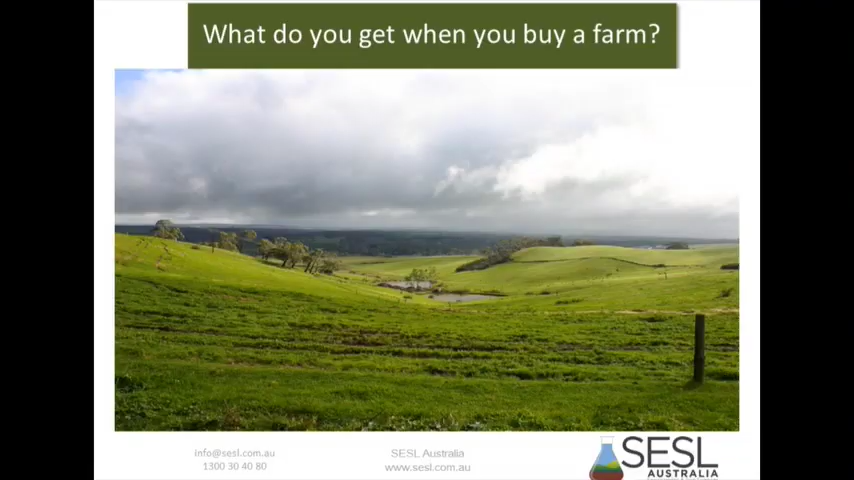 What do you get when you buy a farm?
info@sesl.com.au
1300 30 40 80
SESL Australia
www.sesl.com.au
SESL
AUSTRALIA